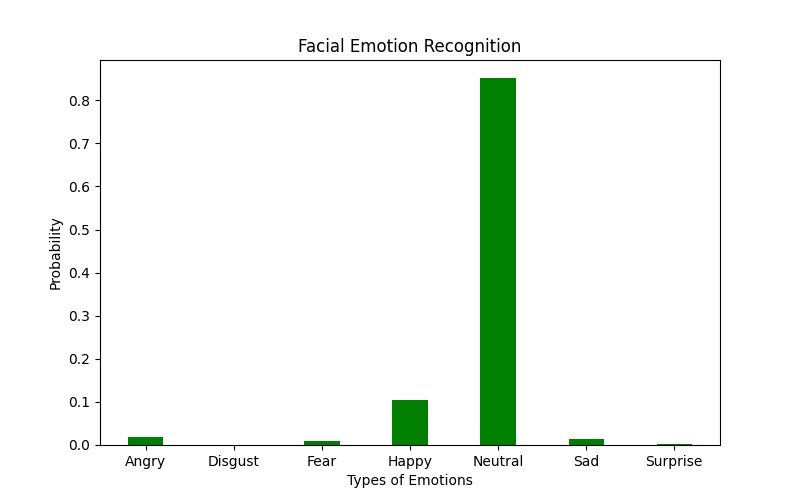 Facial Emotion Recognition
Probability
0.8
0.7
0.6
0.5
0.4
0.3
0.2
0.1
0.0
Angry Disgust Fear Happy Neutral Sad Surprise
Types of Emotions